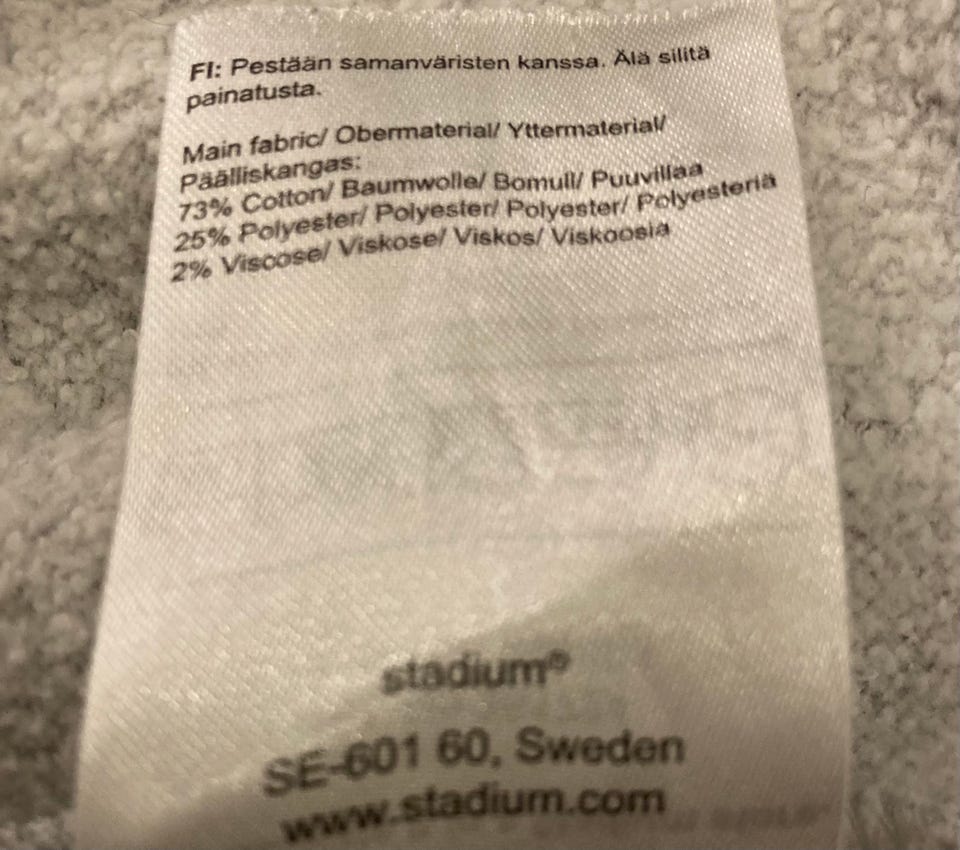 FI: Pestään samanväristen kanssa. Älä silitä
painatusta.
Main fabric/ Obermaterial/ Yttermaterial/
Päälliskangas:
73% Cotton/ Baumwolle/ Bomull/ Puuvillaa
25% Polyester/ Polyester/ Polyester/ Polyesteriä
2% Viscose/ Viskose/ Viskos/ Viskoosia
stadium®
SE-601 60, Sweden
www.stadium.com